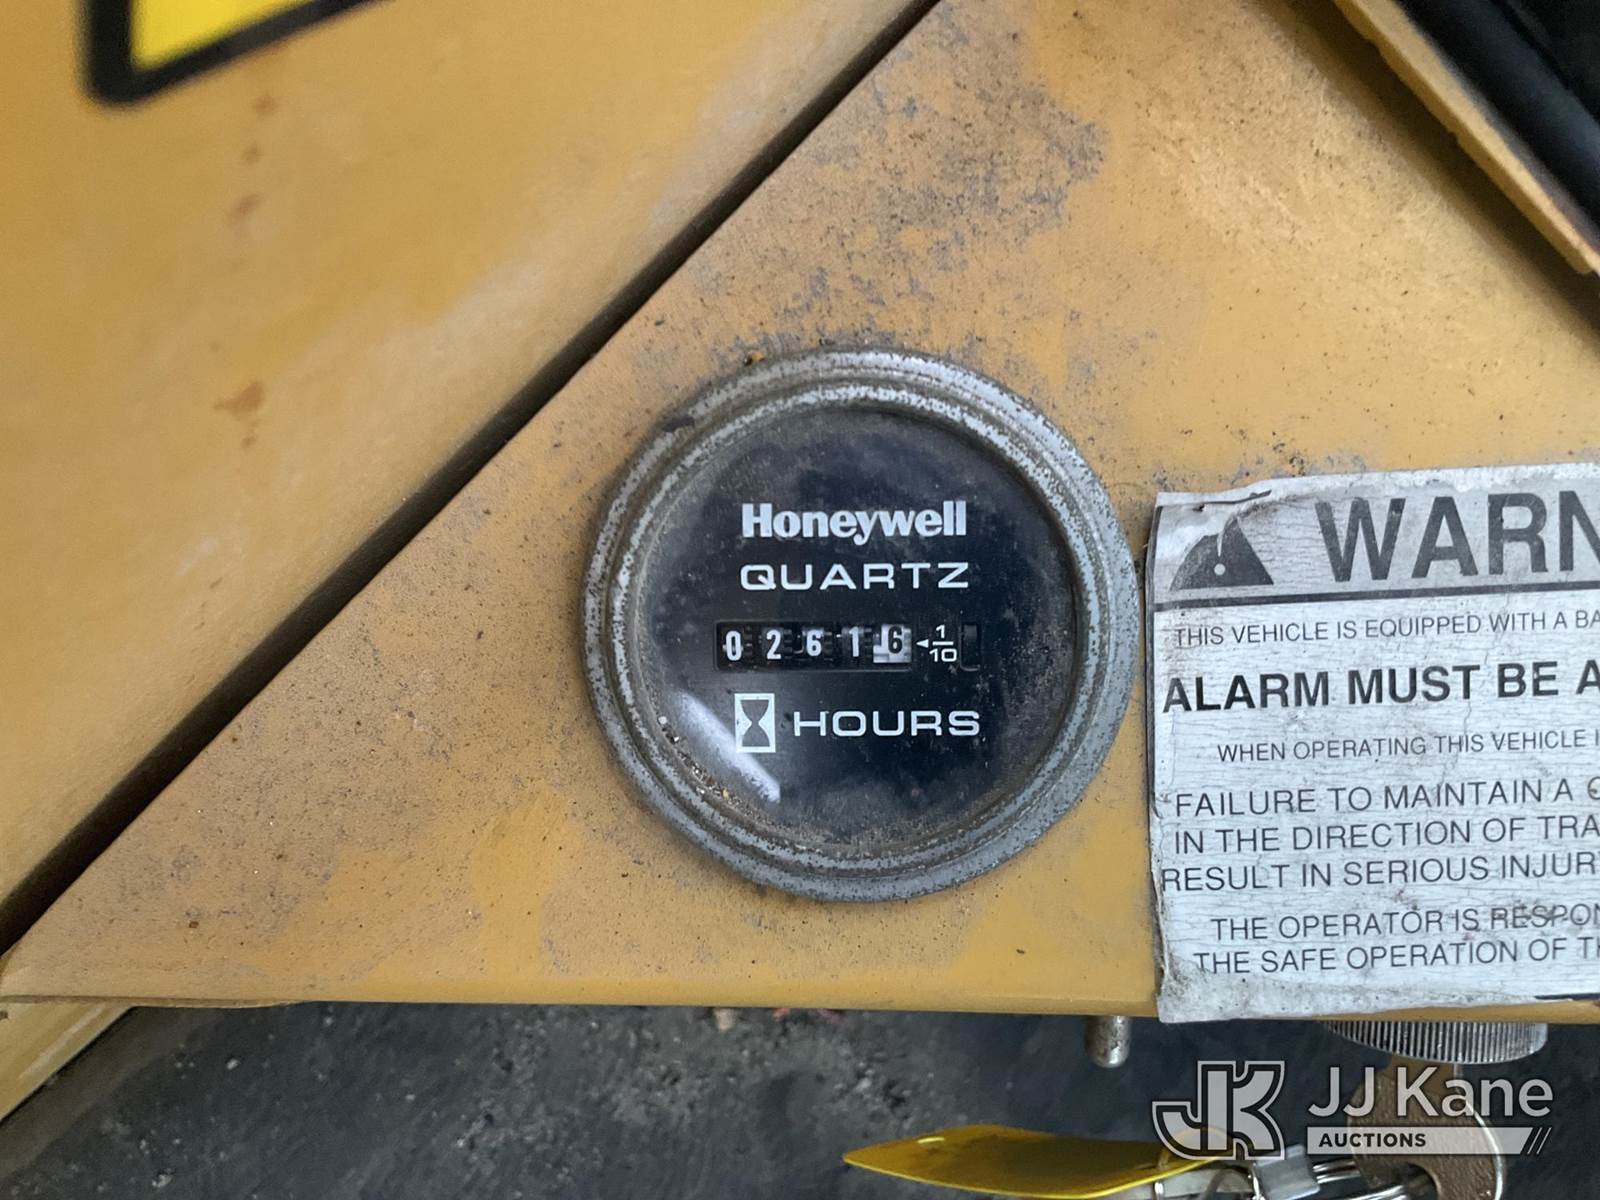 Honeywell
QUARTZ
02616 1/10
HOURS
WARN
THIS VEHICLE IS EQUIPPED WITH A BA
ALARM MUST BE A
WHEN OPERATING THIS VEHICLE I
FAILURE TO MAINTAIN A C
IN THE DIRECTION OF TRA
RESULT IN SERIOUS INJUR
THE OPERATOR IS RESPON
THE SAFE OPERATION OF TH
JK JJ Kane
AUCTIONS